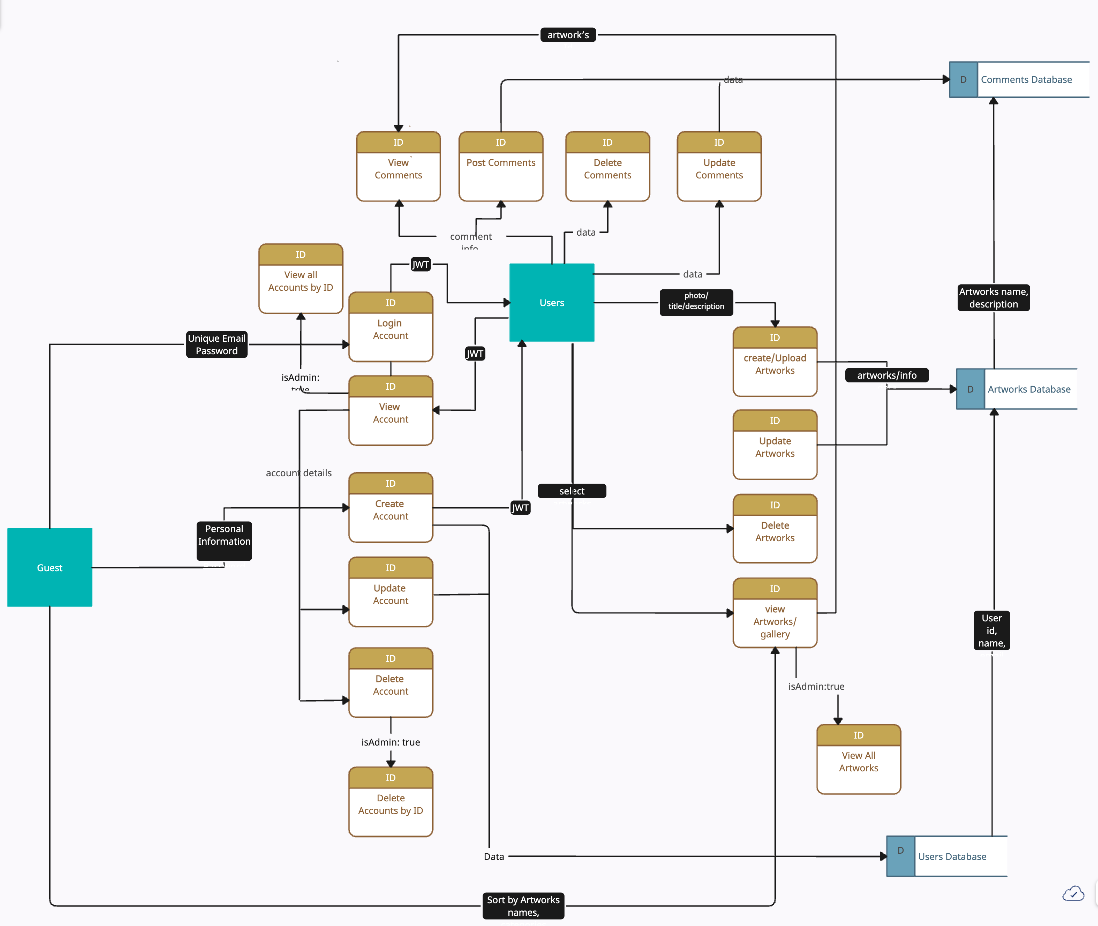 artwork's
data
D
Comments Database
ID
View
Comments
ID
Post Comments
ID
Delete
Comments
ID
Update
Comments
comment
info
data
data
ID
View all
Accounts by ID
JWT
Users
photo/
title/description
Artworks name,
description
ID
Login
Account
Unique Email
Password
JWT
isAdmin:
true
ID
create/Upload
Artworks
artworks/info
D
Artworks Database
ID
View
Account
ID
Update
Artworks
account details
ID
Create
Account
JWT
select
ID
Delete
Artworks
Personal
Information
Guest
ID
Update
Account
ID
view
Artworks/
gallery
User
id,
name,
ID
Delete
Account
isAdmin:true
isAdmin: true
ID
View All
Artworks
ID
Delete
Accounts by ID
Data
D
Users Database
Sort by Artworks
names,